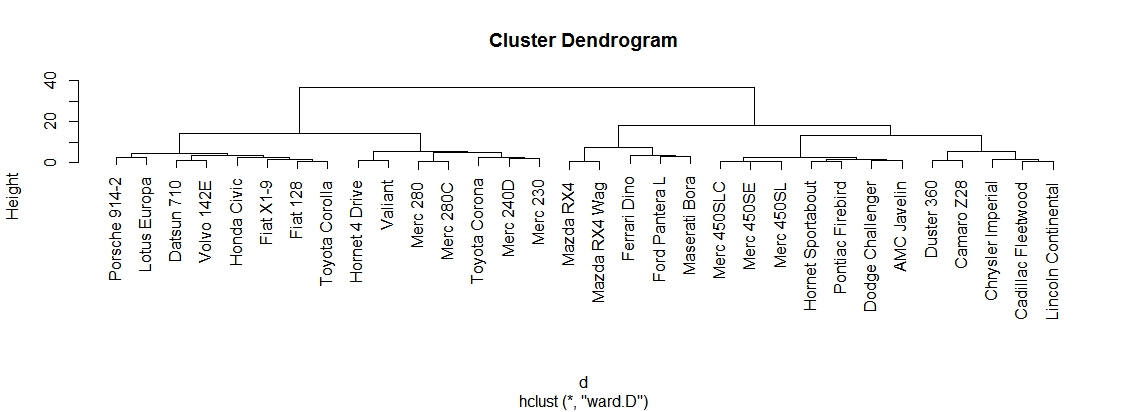 Cluster Dendrogram
Height
40
20
0
Porsche 914-2
Lotus Europa
Datsun 710
Volvo 142E
Honda Civic
Fiat X1-9
Fiat 128
Toyota Corolla
Hornet 4 Drive
Valiant
Merc 280
Merc 280C
Toyota Corona
Merc 240D
Merc 230
Mazda RX4
Mazda RX4 Wag
Ferrari Dino
Ford Pantera L
Maserati Bora
Merc 450SLC
Merc 450SE
Merc 450SL
Hornet Sportabout
Pontiac Firebird
Dodge Challenger
AMC Javelin
Duster 360
Camaro Z28
Chrysler Imperial
Cadillac Fleetwood
Lincoln Continental
d
hclust (*, "ward.D")